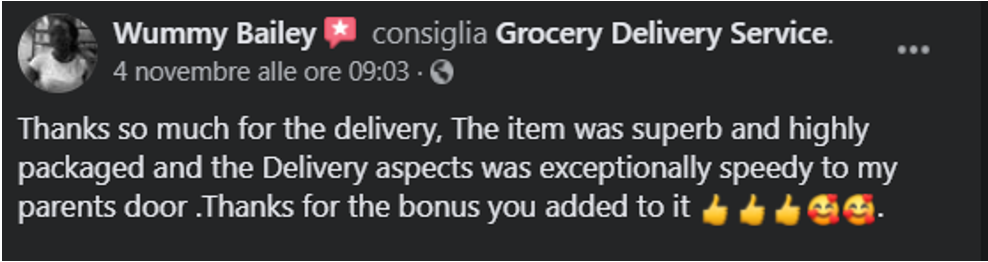 Wummy Bailey consiglia Grocery Delivery Service.
4 novembre alle ore 09:03 ·
Thanks so much for the delivery, The item was superb and highly
packaged and the Delivery aspects was exceptionally speedy to my
parents door .Thanks for the bonus you added to it 👍👍👍🥰🥰.